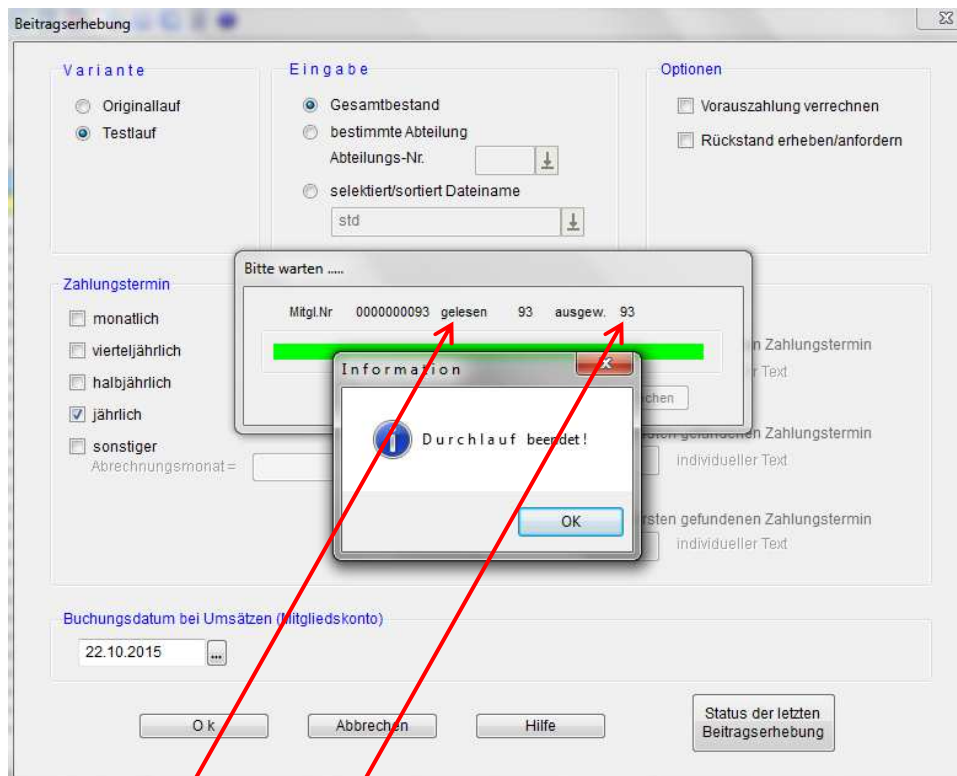 Beitragserhebung
Variante
Originallauf
Testlauf
Eingabe
Gesamtbestand
bestimmte Abteilung
Abteilungs-Nr.
selektiert/sortiert Dateiname
std
Optionen
Vorauszahlung verrechnen
Rückstand erheben/anfordern
Zahlungstermin
monatlich
vierteljährlich
halbjährlich
jährlich
sonstiger
Abrechnungsmonat=
Bitte warten .....
Mitgl.Nr 0000000093 gelesen 93 ausgew. 93
Information
Durchlauf beendet!
OK
Zahlungstermin
Text
gefundenen Zahlungstermin
individueller Text
gefundenen Zahlungstermin
individueller Text
Buchungsdatum bei Umsätzen (Mitgliedskonto)
22.10.2015
...
Ok
Abbrechen
Hilfe
Status der letzten
Beitragserhebung